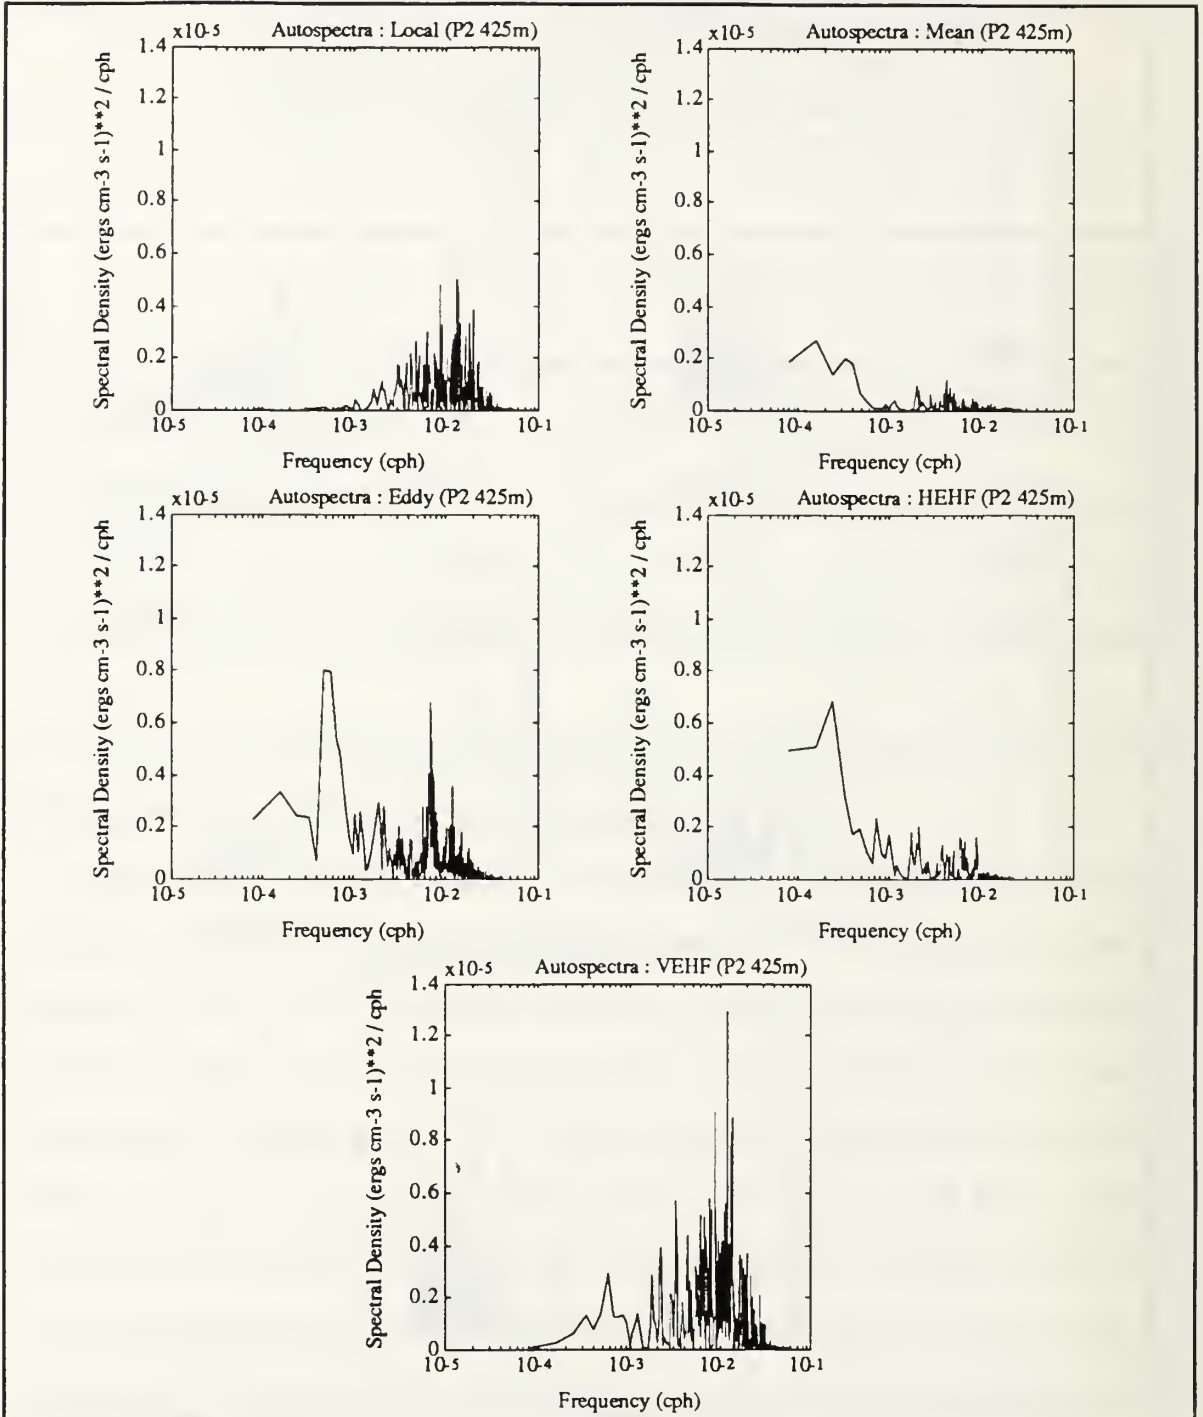 x10-5 Autospectra : Local (P2 425m)
1.4
1.2
1
0.8
0.6
0.4
0.2
0
10-5 10-4 10-3 10-2 10-1
Spectral Density (ergs cm-3 s-1)**2 / cph
Frequency (cph)
x10-5 Autospectra : Mean (P2 425m)
1.4
1.2
1
0.8
0.6
0.4
0.2
0
10-5 10-4 10-3 10-2 10-1
Spectral Density (ergs cm-3 s-1)**2 / cph
Frequency (cph)
x10-5 Autospectra : Eddy (P2 425m)
1.4
1.2
1
0.8
0.6
0.4
0.2
0
10-5 10-4 10-3 10-2 10-1
Spectral Density (ergs cm-3 s-1)**2 / cph
Frequency (cph)
x10-5 Autospectra : HEHF (P2 425m)
1.4
1.2
1
0.8
0.6
0.4
0.2
0
10-5 10-4 10-3 10-2 10-1
Spectral Density (ergs cm-3 s-1)**2 / cph
Frequency (cph)
x10-5 Autospectra : VEHF (P2 425m)
1.4
1.2
1
0.8
0.6
0.4
0.2
0
10-5 10-4 10-3 10-2 10-1
Spectral Density (ergs cm-3 s-1)**2 / cph
Frequency (cph)